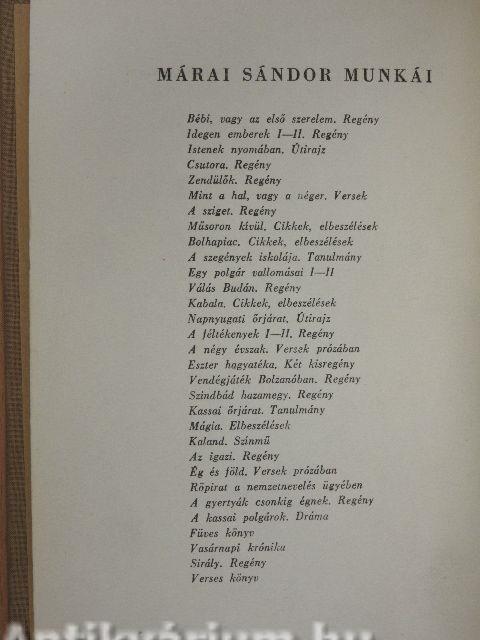 MÁRAI SÁNDOR MUNKÁI
Bébi, vagy az első szerelem. Regény
Idegen emberek I—II. Regény
Istenek nyomában. Útirajz
Csutora. Regény
Zendülők. Regény
Mint a hal, vagy a néger. Versek
A sziget. Regény
Műsoron kívül. Cikkek, elbeszélések
Bolhapiac. Cikkek, elbeszélések
A szegények iskolája. Tanulmány
Egy polgár vallomásai I—II
Válás Budán. Regény
Kabala. Cikkek, elbeszélések
Napnyugati őrjárat. Útirajz
A féltékenyek I—II. Regény
A négy évszak. Versek prózában
Eszter hagyatéka. Két kisregény
Vendégjáték Bolzanóban. Regény
Szindbád hazamegy. Regény
Kassai őrjárat. Tanulmány
Mágia. Elbeszélések
Kaland. Színmű
Az igazi. Regény
Ég és föld. Versek prózában
Röpirat a nemzetnevelés ügyében
A gyertyák csonkig égnek. Regény
A kassai polgárok. Dráma
Füves könyv
Vasárnapi krónika
Sirály. Regény
Verses könyv
Antikvárium.hu